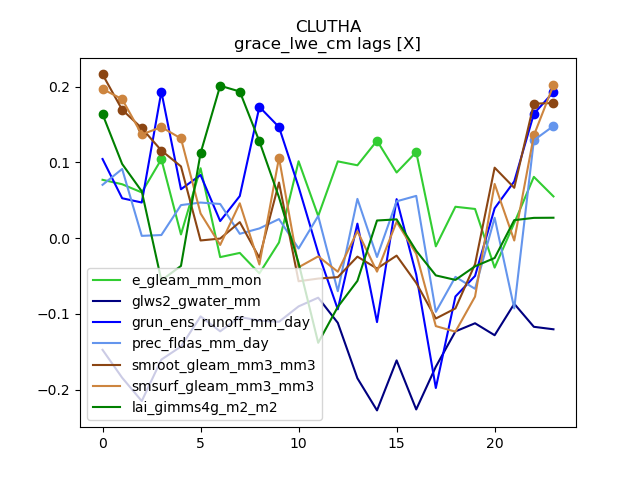 CLUTHA
grace_lwe_cm lags [X]
0.2
0.1
0.0
−0.1
−0.2
e_gleam_mm_mon
glws2_gwater_mm
grun_ens_runoff_mm_day
prec_fldas_mm_day
smroot_gleam_mm3_mm3
smsurf_gleam_mm3_mm3
lai_gimms4g_m2_m2
0 5 10 15 20